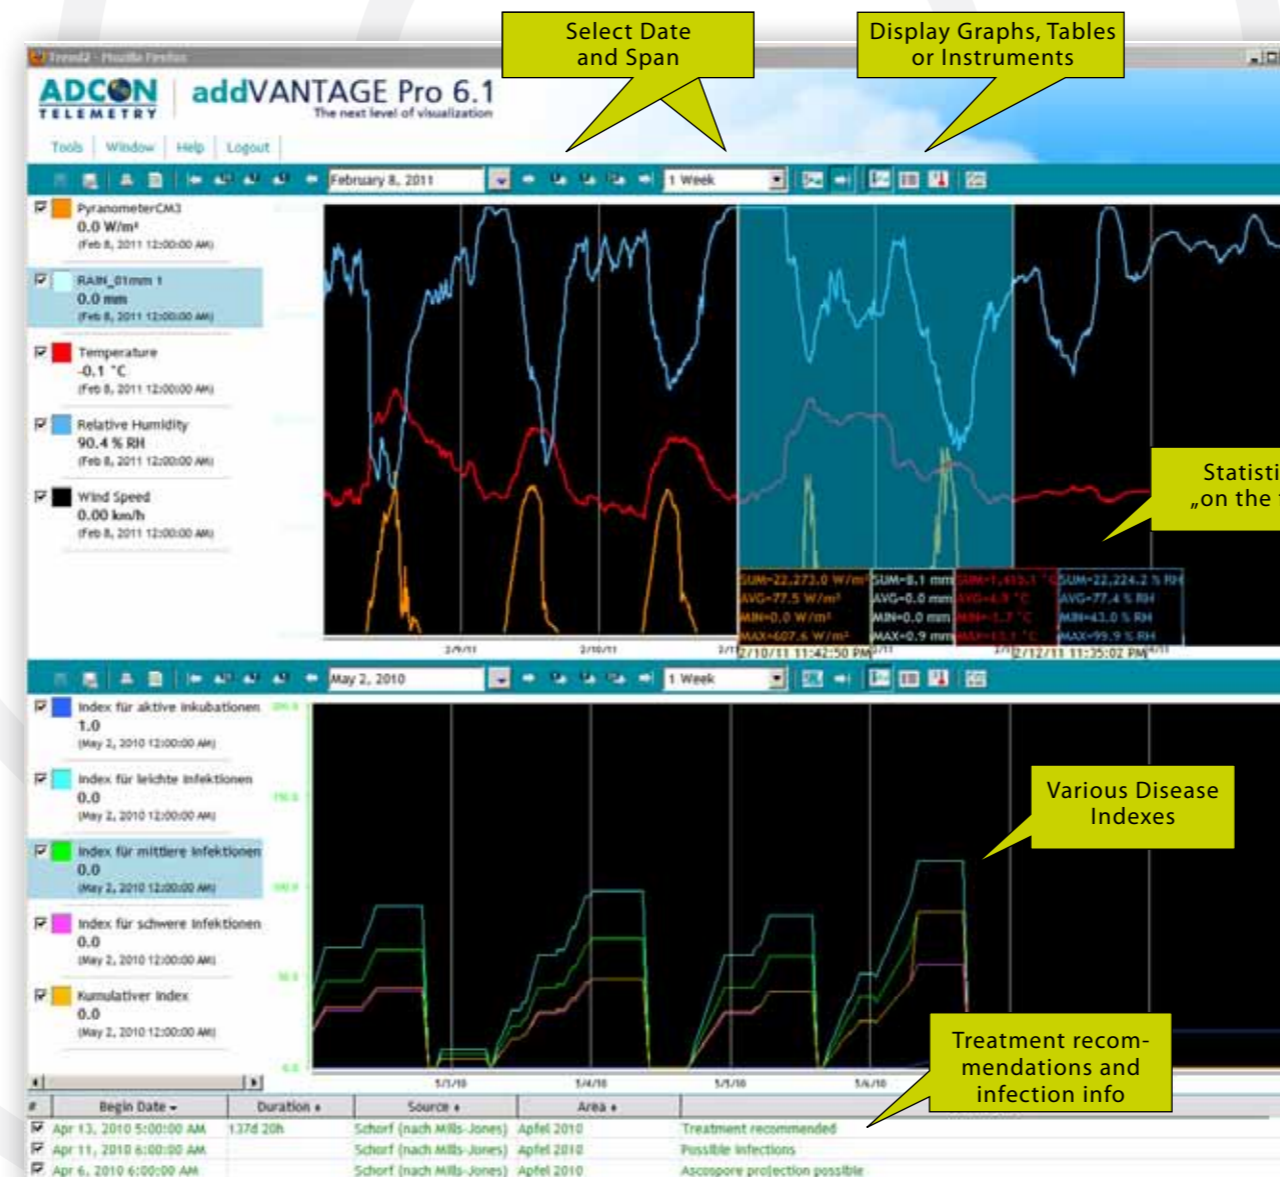 Select Date
and Span
Display Graphs, Tables
or Instruments
Trend2 - Mozilla Firefox
ADCON
TELEMETRY
addVANTAGE Pro 6.1
The next level of visualization
Tools Window Help Logout
February 8, 2011
1 Week
PyranometerCM3
0.0 W/m²
(Feb 8, 2011 12:00:00 AM)
RAIN_01mm 1
0.0 mm
(Feb 8, 2011 12:00:00 AM)
Temperature
-0.1 °C
(Feb 8, 2011 12:00:00 AM)
Relative Humidity
90.4 % RH
(Feb 8, 2011 12:00:00 AM)
Wind Speed
0.00 km/h
(Feb 8, 2011 12:00:00 AM)
Statisti
„on the
SUM=22,273.0 W/m² SUM=8.1 mm SUM=22,224.2 % RH
AVG=77.5 W/m² AVG=0.0 mm AVG=77.4 % RH
MIN=0.0 W/m² MIN=0.0 mm MIN=43.0 % RH
MAX=607.6 W/m² MAX=0.9 mm MAX=99.9 % RH
2/9/11 2/10/11 2/10/11 11:42:50 PM 2/12/11 11:35:02 PM
May 2, 2010
1 Week
Index für aktive Inkubationen
1.0
(May 2, 2010 12:00:00 AM)
Index für leichte Infektionen
0.0
(May 2, 2010 12:00:00 AM)
Index für mittlere Infektionen
0.0
(May 2, 2010 12:00:00 AM)
Index für schwere Infektionen
0.0
(May 2, 2010 12:00:00 AM)
Kumulativer Index
0.0
(May 2, 2010 12:00:00 AM)
150.0
100.0
50.0
0.0
Various Disease
Indexes
5/3/10 5/4/10 5/5/10 5/6/10
Treatment recom-
mendations and
infection info
# Begin Date Duration Source Area
Apr 13, 2010 5:00:00 AM 137d 20h Schorf (nach Mills-Jones) Apfel 2010 Treatment recommended
Apr 11, 2010 6:00:00 AM Schorf (nach Mills-Jones) Apfel 2010 Possible infections
Apr 6, 2010 6:00:00 AM Schorf (nach Mills-Jones) Apfel 2010 Ascospore projection possible